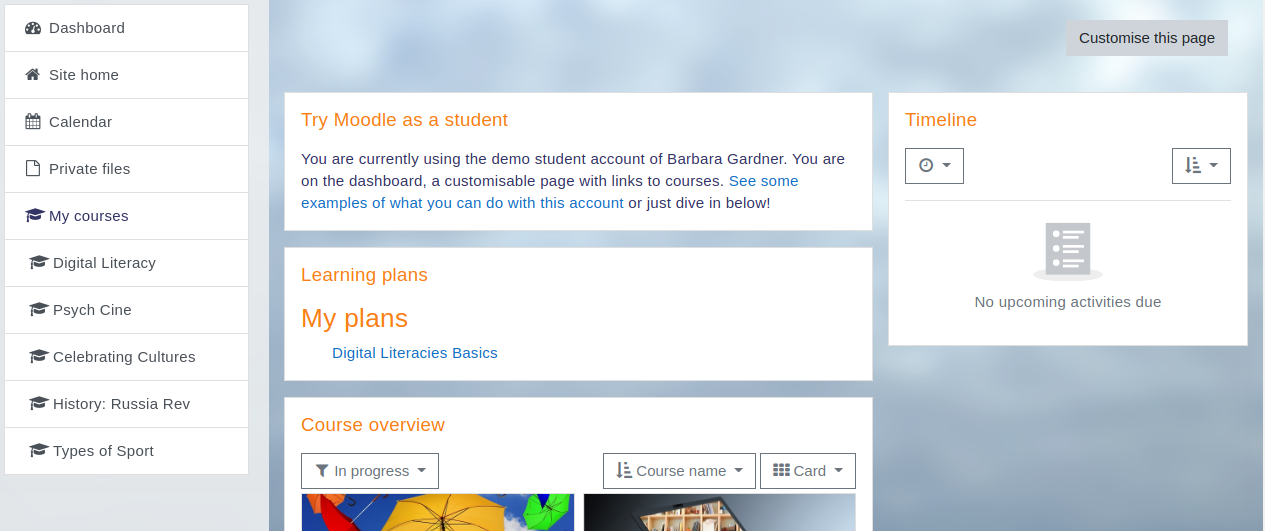 Dashboard
Site home
Calendar
Private files
My courses
Digital Literacy
Psych Cine
Celebrating Cultures
History: Russia Rev
Types of Sport
Customise this page
Try Moodle as a student
You are currently using the demo student account of Barbara Gardner. You are
on the dashboard, a customisable page with links to courses. See some
examples of what you can do with this account or just dive in below!
Learning plans
My plans
Digital Literacies Basics
Course overview
In progress
Course name
Card
Timeline
No upcoming activities due